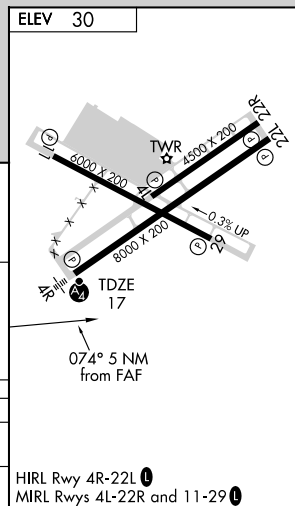 ELEV 30
P
11
6000 X 200
TWR
4500 X 200
22R
22L
P
P
P
4L
0.3% UP
P
29
8000 X 200
P
4R
A4
TDZE
17
074° 5 NM
from FAF
HIRL Rwy 4R-22L L
MIRL Rwys 4L-22R and 11-29 L
X X X X X